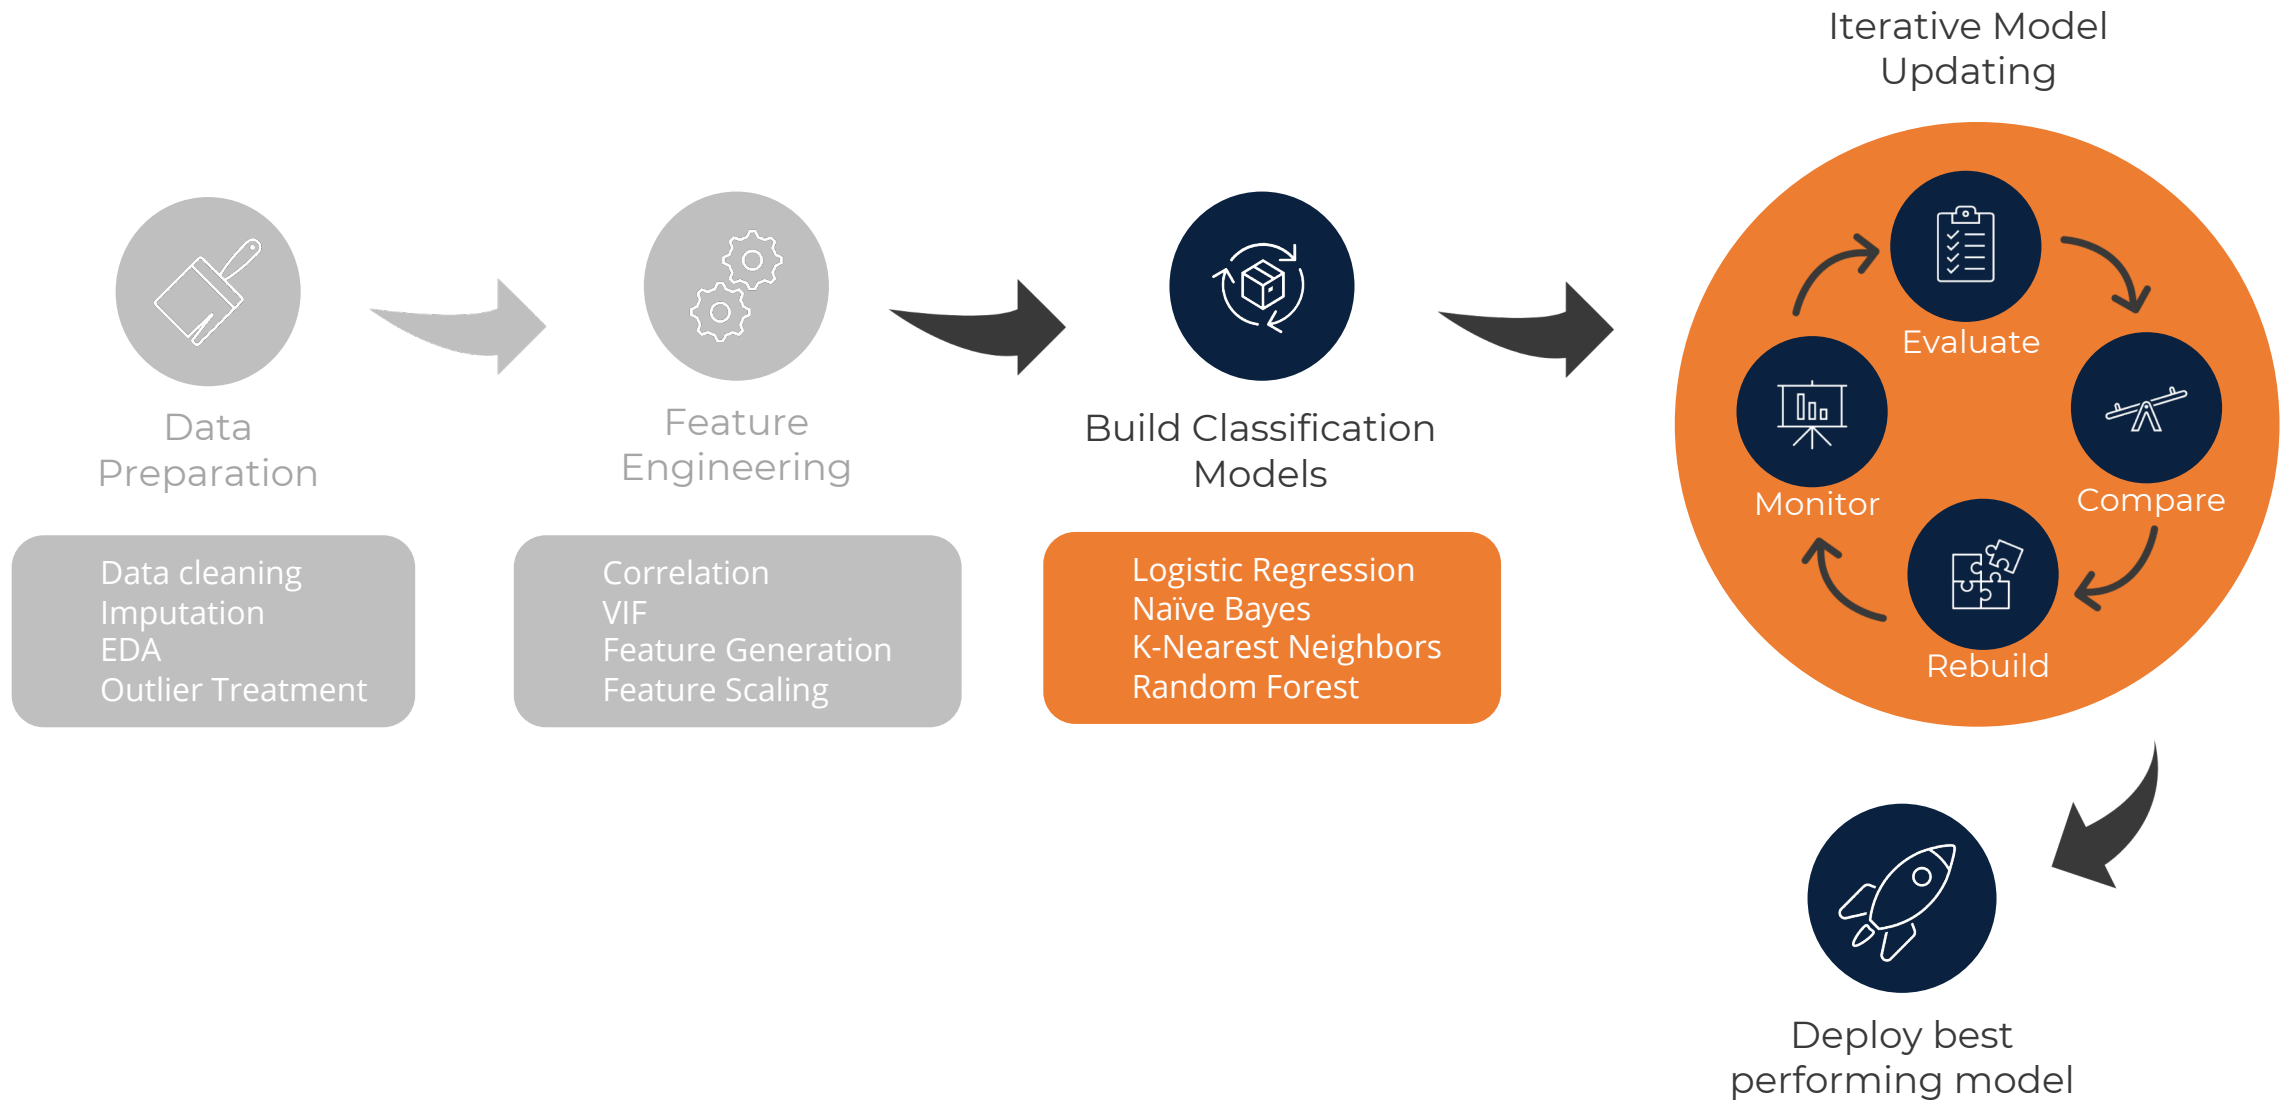 Iterative Model
Updating
Data
Preparation
Data cleaning
Imputation
EDA
Outlier Treatment
Feature
Engineering
Correlation
VIF
Feature Generation
Feature Scaling
Build Classification
Models
Logistic Regression
Naïve Bayes
K-Nearest Neighbors
Random Forest
Evaluate
Compare
Rebuild
Monitor
Deploy best
performing model